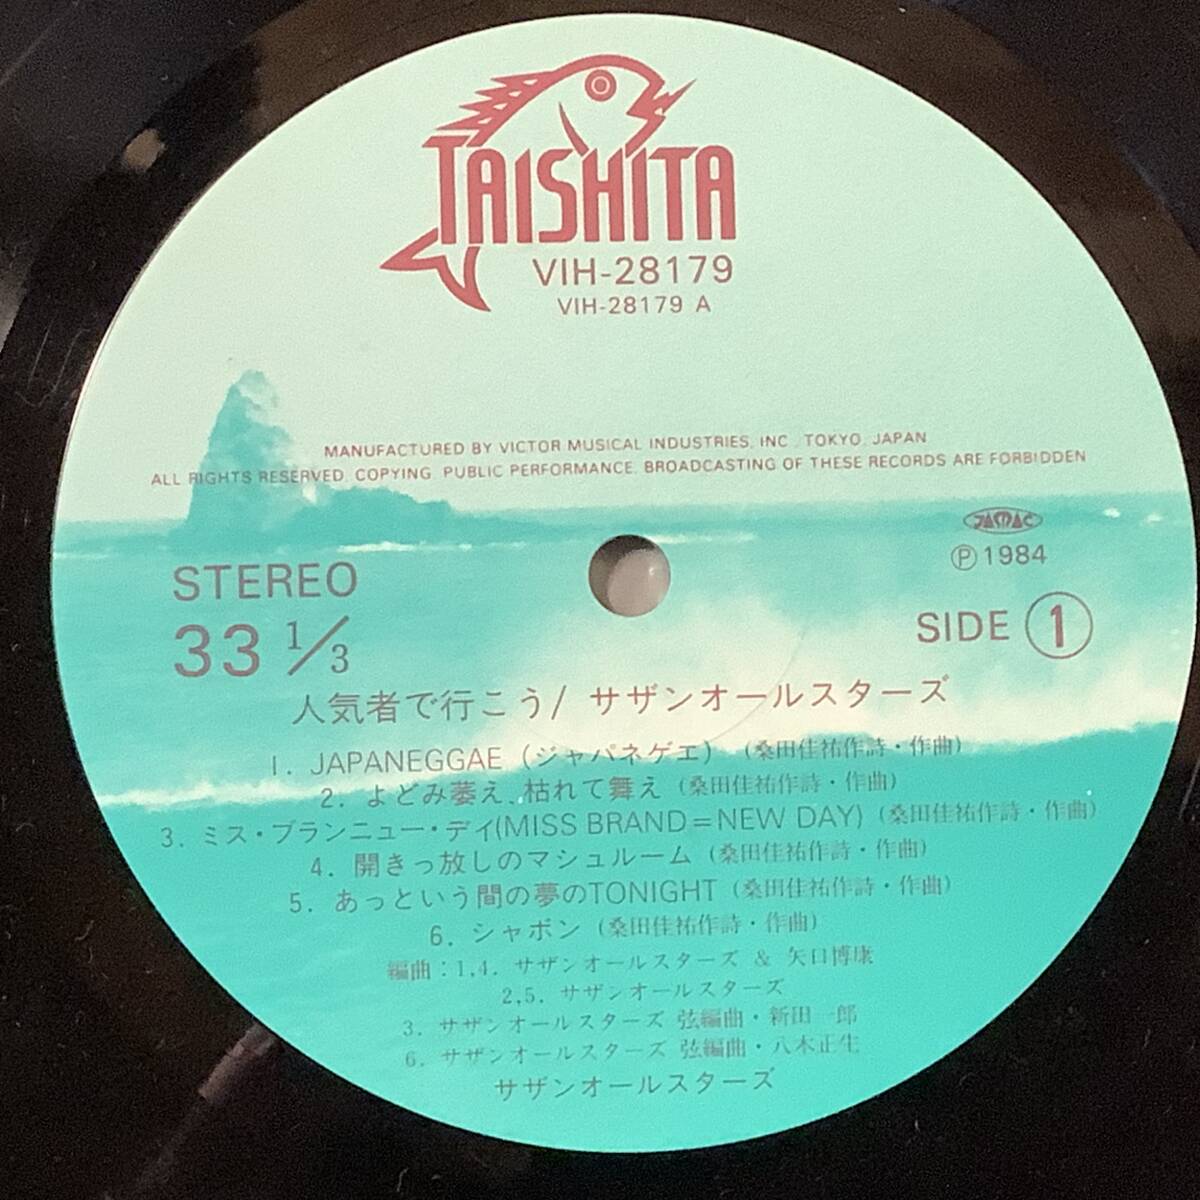 TAISHITA
VIH-28179
VIH-28179 A
MANUFACTURED BY VICTOR MUSICAL INDUSTRIES, INC. TOKYO, JAPAN
ALL RIGHTS RESERVED. COPYING. PUBLIC PERFORMANCE. BROADCASTING OF THESE RECORDS ARE FORBIDDEN
JASMAC
Ⓟ1984
STEREO
33 1/3
SIDE ①
人気者で行こう/ サザンオールスターズ
1. JAPANEGGAE (ジャパネゲエ) (桑田佳祐作詩・作曲)
2. よどみ萎え、枯れて舞え (桑田佳祐作詩・作曲)
3. ミス・ブランニュー・デイ(MISS BRAND=NEW DAY) (桑田佳祐作詩・作曲)
4. 開きっ放しのマシュルーム (桑田佳祐作詩・作曲)
5. あっという間の夢のTONIGHT (桑田佳祐作詩・作曲)
6. シャボン (桑田佳祐作詩・作曲)
編曲:1,4. サザンオールスターズ & 矢口博康
2,5. サザンオールスターズ
3. サザンオールスターズ 弦編曲・新田一郎
6. サザンオールスターズ 弦編曲・八木正生
サザンオールスターズ